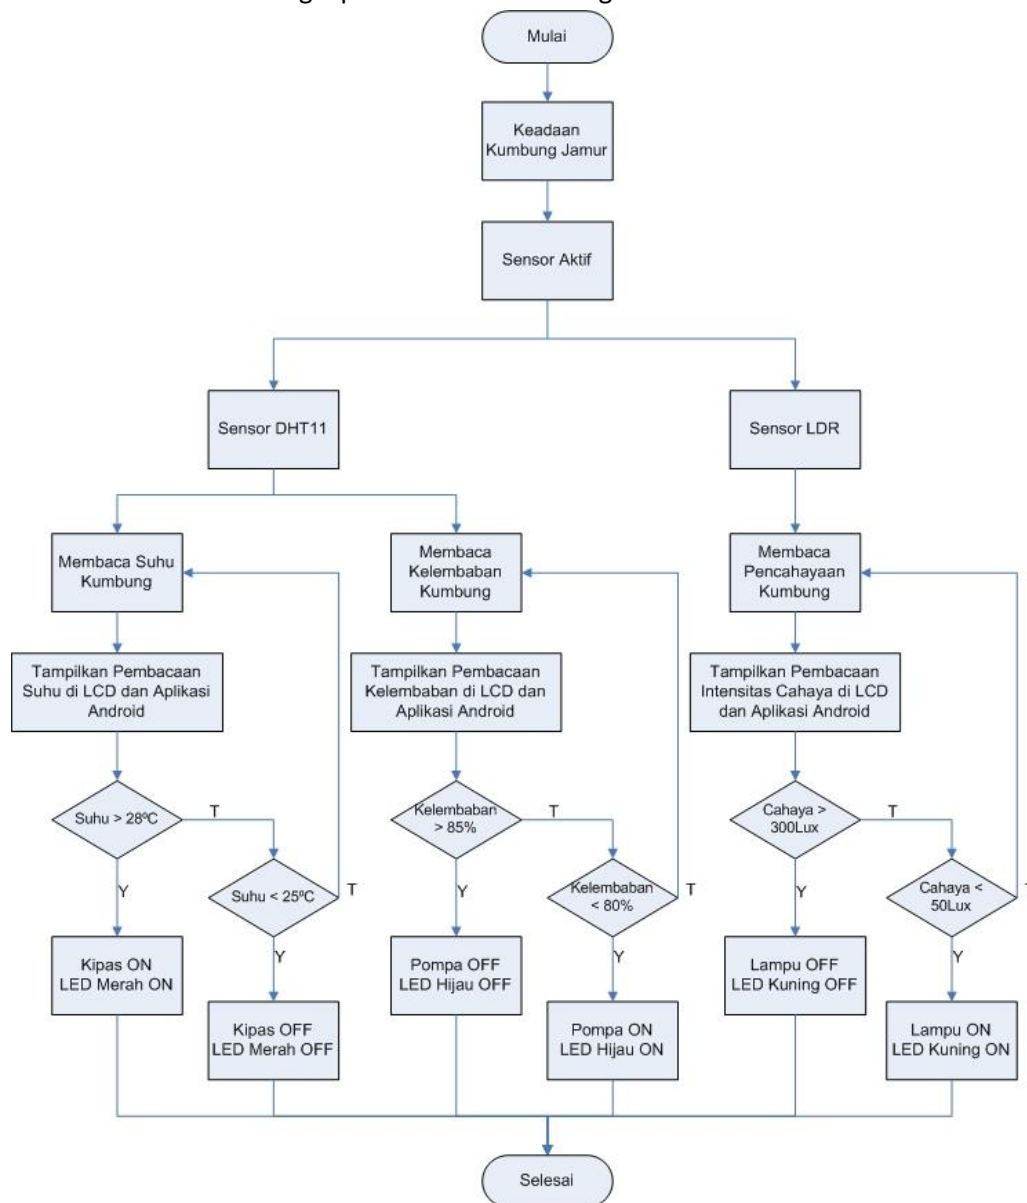 Mulai
Keadaan
Kumbung Jamur
Sensor Aktif
Sensor DHT11
Sensor LDR
Membaca Suhu
Kumbung
Membaca
Kelembaban
Kumbung
Membaca
Pencahayaan
Kumbung
Tampilkan Pembacaan
Suhu di LCD dan Aplikasi
Android
Tampilkan Pembacaan
Kelembaban di LCD dan
Aplikasi Android
Tampilkan Pembacaan
Intensitas Cahaya di LCD
dan Aplikasi Android
Suhu > 28ºC
T
Kelembaban
> 85%
T
Cahaya >
300Lux
T
Y
Suhu < 25ºC
T
Y
Kelembaban
< 80%
T
Y
Cahaya <
50Lux
Kipas ON
LED Merah ON
Y
Pompa OFF
LED Hijau OFF
Y
Lampu OFF
LED Kuning OFF
Y
Kipas OFF
LED Merah OFF
Pompa ON
LED Hijau ON
Lampu ON
LED Kuning ON
Selesai